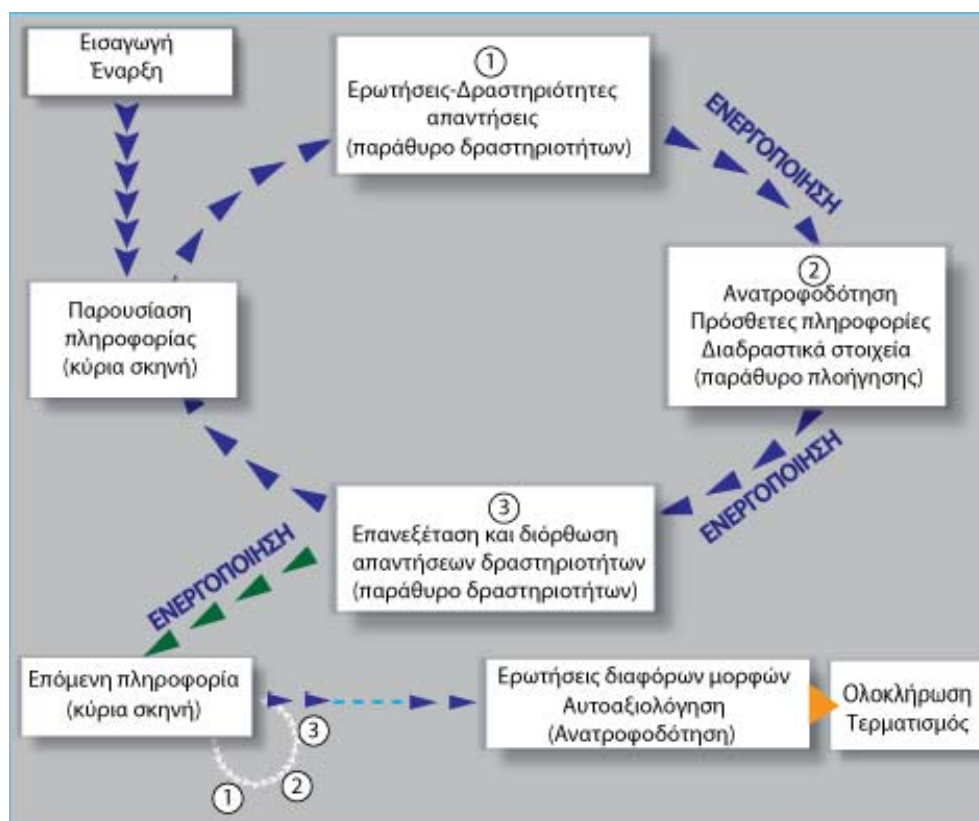 Εισαγωγή
Έναρξη
1
Ερωτήσεις-Δραστηριότητες
απαντήσεις
(παράθυρο δραστηριοτήτων)
ΕΝΕΡΓΟΠΟΙΗΣΗ
2
Ανατροφοδότηση
Πρόσθετες πληροφορίες
Διαδραστικά στοιχεία
(παράθυρο πλοήγησης)
ΕΝΕΡΓΟΠΟΙΗΣΗ
3
Επανεξέταση και διόρθωση
απαντήσεων δραστηριοτήτων
(παράθυρο δραστηριοτήτων)
Παρουσίαση
πληροφορίας
(κύρια σκηνή)
ΕΝΕΡΓΟΠΟΙΗΣΗ
Επόμενη πληροφορία
(κύρια σκηνή)
1
2
3
Ερωτήσεις διαφόρων μορφών
Αυτοαξιολόγηση
(Ανατροφοδότηση)
Ολοκλήρωση
Τερματισμός